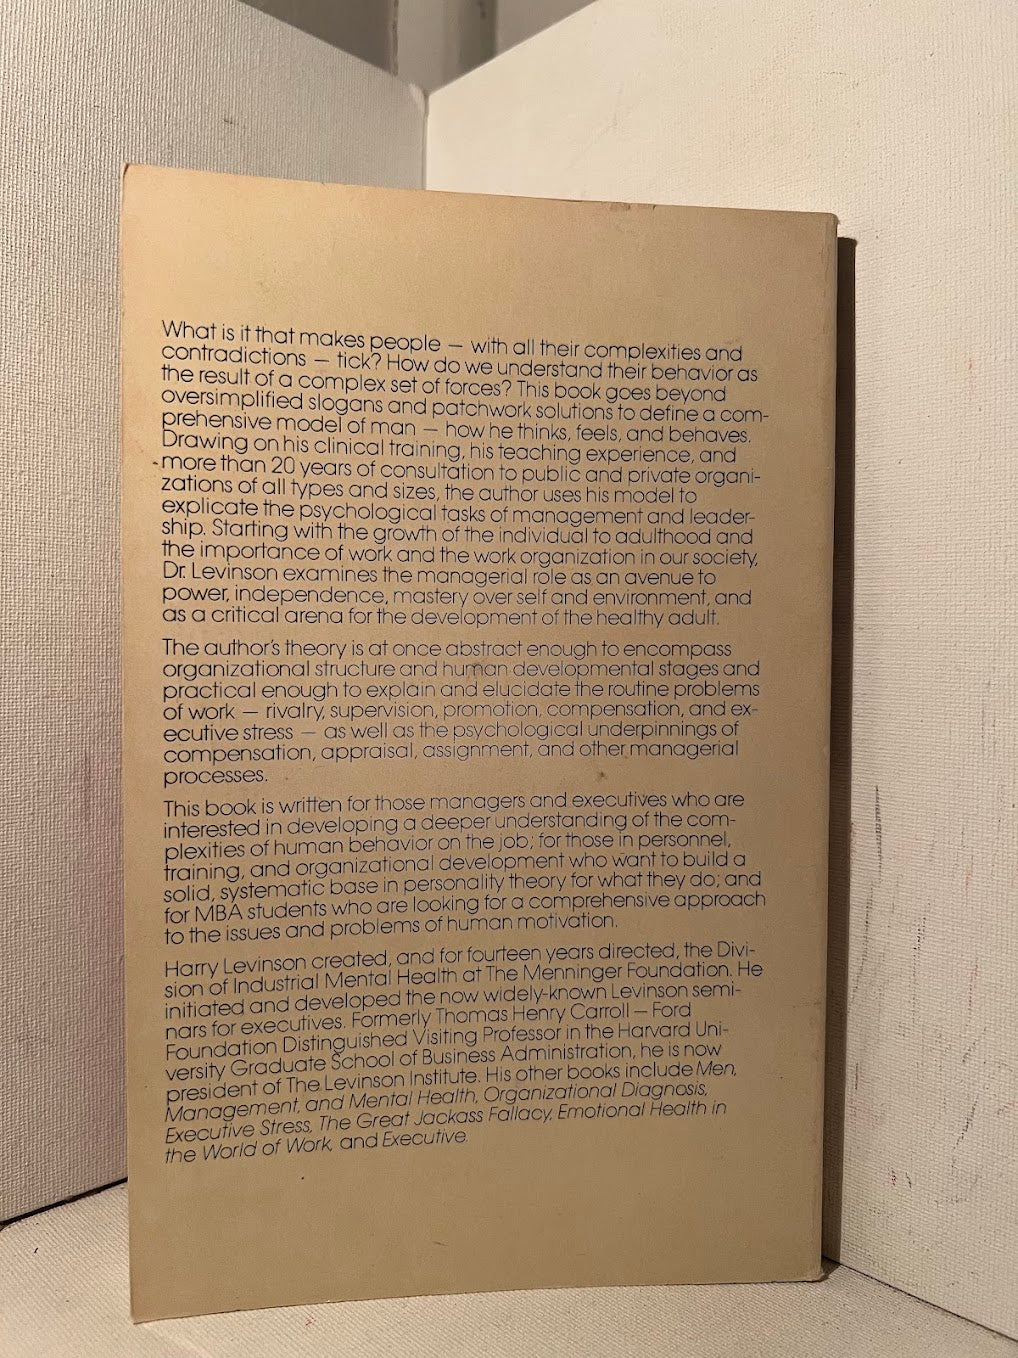 What is it that makes people — with all their complexities and
contradictions — tick? How do we understand their behavior as
the result of a complex set of forces? This book goes beyond
oversimplified slogans and patchwork solutions to define a com-
prehensive model of man — how he thinks, feels, and behaves.
Drawing on his clinical training, his teaching experience, and
more than 20 years of consultation to public and private organi-
zations of all types and sizes, the author uses his model to
explicate the psychological tasks of management and leader-
ship. Starting with the growth of the individual to adulthood and
the importance of work and the work organization in our society,
Dr. Levinson examines the managerial role as an avenue to
power, independence, mastery over self and environment, and
as a critical arena for the development of the healthy adult.
The author's theory is at once abstract enough to encompass
organizational structure and human developmental stages and
practical enough to explain and elucidate the routine problems
of work — rivalry, supervision, promotion, compensation, and ex-
ecutive stress — as well as the psychological underpinnings of
compensation, appraisal, assignment, and other managerial
processes.
This book is written for those managers and executives who are
interested in developing a deeper understanding of the com-
plexities of human behavior on the job; for those in personnel,
training, and organizational development who want to build a
solid, systematic base in personality theory for what they do; and
for MBA students who are looking for a comprehensive approach
to the issues and problems of human motivation.
Harry Levinson created, and for fourteen years directed, the Divi-
sion of Industrial Mental Health at The Menninger Foundation. He
initiated and developed the now widely-known Levinson semi-
nars for executives. Formerly Thomas Henry Carroll — Ford
Foundation Distinguished Visiting Professor in the Harvard Uni-
versity Graduate School of Business Administration, he is now
president of The Levinson Institute. His other books include Men,
Management, and Mental Health, Organizational Diagnosis,
Executive Stress, The Great Jackass Fallacy, Emotional Health in
the World of Work, and Executive.